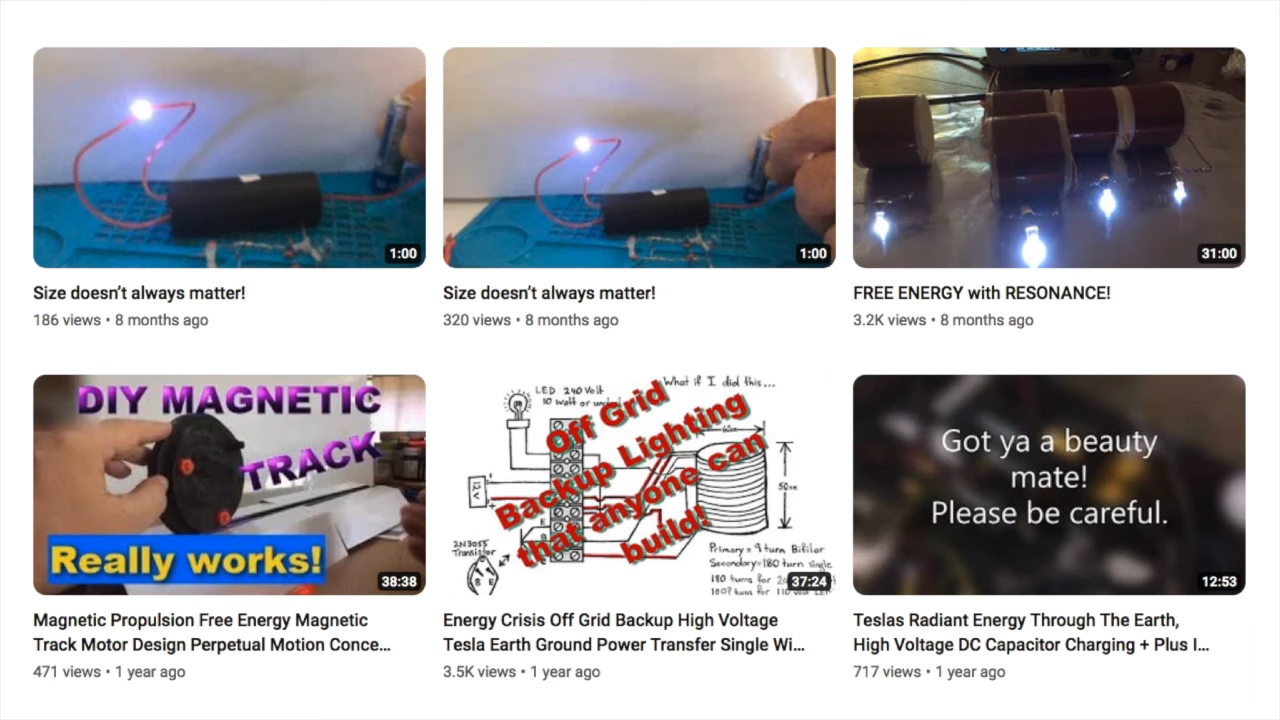 1:00
1:00
31:00
Size doesn’t always matter!
Size doesn’t always matter!
FREE ENERGY with RESONANCE!
186 views • 8 months ago
320 views • 8 months ago
3.2K views • 8 months ago
DIY MAGNETIC
TRACK
Really works!
38:38
LED 240 Volt
10 watt or
What if I did this...
Off Grid
Backup Lighting
that anyone can
build!
12V
50mm
2N3055
Transistor
B E
Primary = 9 turn Bifilar
Secondary=180 turn single
180 turns for
37:24
Got ya a beauty
mate!
Please be careful.
12:53
Magnetic Propulsion Free Energy Magnetic
Track Motor Design Perpetual Motion Conce...
471 views • 1 year ago
Energy Crisis Off Grid Backup High Voltage
Tesla Earth Ground Power Transfer Single Wi...
3.5K views • 1 year ago
Teslas Radiant Energy Through The Earth,
High Voltage DC Capacitor Charging + Plus I...
717 views • 1 year ago